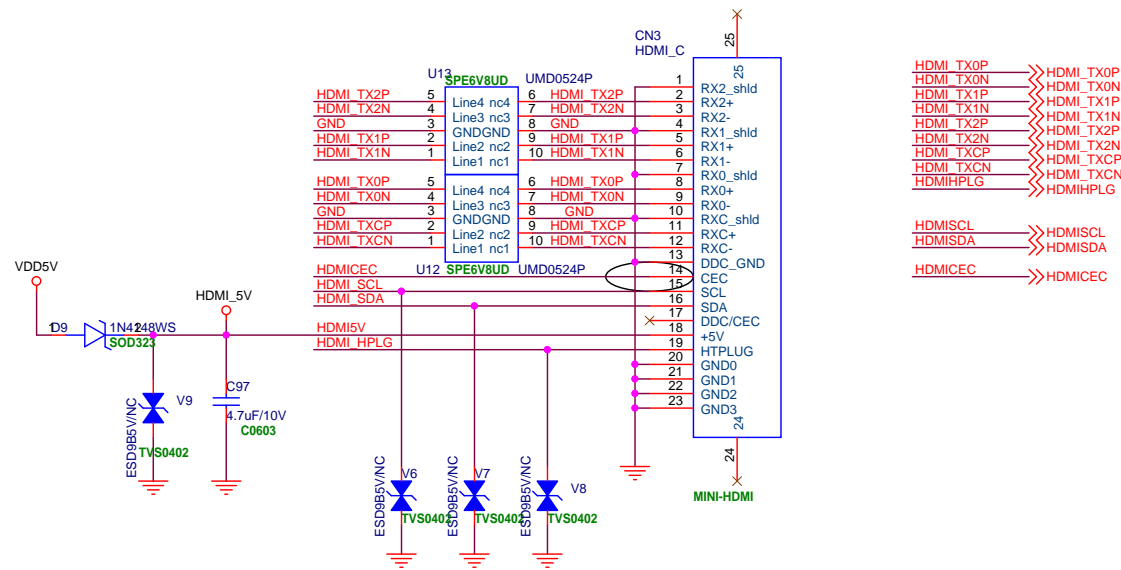 CN3
HDMI_C
25
25
U13
SPE6V8UD
UMD0524P
HDMI_TX2P 5 Line4 nc4 6 HDMI_TX2P
HDMI_TX2N 4 Line3 nc3 7 HDMI_TX2N
GND 3 GNDGND 8 GND
HDMI_TX1P 2 Line2 nc2 9 HDMI_TX1P
HDMI_TX1N 1 Line1 nc1 10 HDMI_TX1N
HDMI_TX0P 5 Line4 nc4 6 HDMI_TX0P
HDMI_TX0N 4 Line3 nc3 7 HDMI_TX0N
GND 3 GNDGND 8 GND
HDMI_TXCP 2 Line2 nc2 9 HDMI_TXCP
HDMI_TXCN 1 Line1 nc1 10 HDMI_TXCN
U12 SPE6V8UD UMD0524P
1 RX2_shld
2 RX2+
3 RX2-
4 RX1_shld
5 RX1+
6 RX1-
7 RX0_shld
8 RX0+
9 RX0-
10 RXC_shld
11 RXC+
12 RXC-
13 DDC_GND
HDMICEC 14 CEC
HDMI_SCL 15 SCL
HDMI_SDA 16 SDA
17 DDC/CEC
HDMI5V 18 +5V
HDMI_HPLG 19 HTPLUG
20 GND0
21 GND1
22 GND2
23 GND3
24
24
MINI-HDMI
VDD5V
HDMI_5V
1 D9 1N4148WS 2
SOD323
V9
ESD9B5V/NC
TVS0402
C97
4.7uF/10V
C0603
V6
ESD9B5V/NC
TVS0402
V7
ESD9B5V/NC
TVS0402
V8
ESD9B5V/NC
TVS0402
HDMI_TX0P HDMI_TX0P
HDMI_TX0N HDMI_TX0N
HDMI_TX1P HDMI_TX1P
HDMI_TX1N HDMI_TX1N
HDMI_TX2P HDMI_TX2P
HDMI_TX2N HDMI_TX2N
HDMI_TXCP HDMI_TXCP
HDMI_TXCN HDMI_TXCN
HDMIHPLG HDMIHPLG
HDMISCL HDMISCL
HDMISDA HDMISDA
HDMICEC HDMICEC